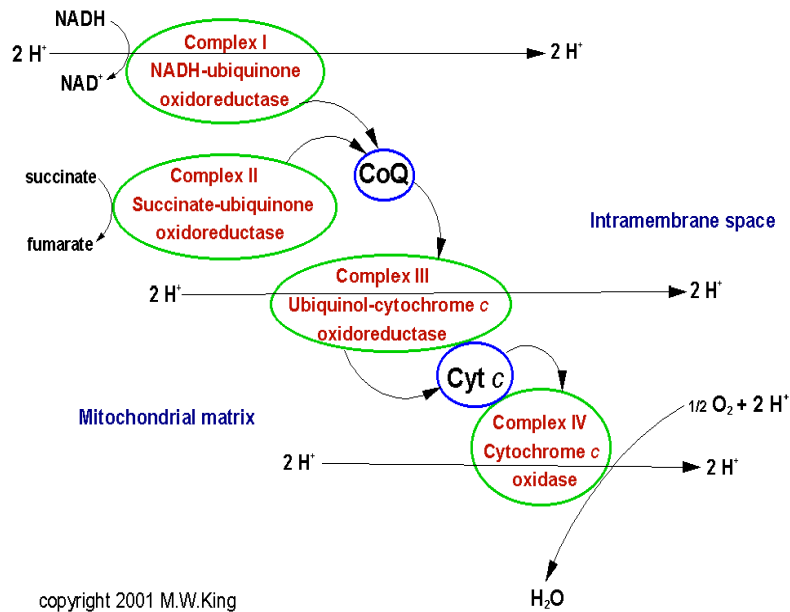 NADH
2 H⁺
NAD⁺
Complex I
NADH-ubiquinone
oxidoreductase
2 H⁺
CoQ
succinate
fumarate
Complex II
Succinate-ubiquinone
oxidoreductase
Intramembrane space
2 H⁺
Complex III
Ubiquinol-cytochrome c
oxidoreductase
2 H⁺
Cyt c
Mitochondrial matrix
1/2 O₂ + 2 H⁺
Complex IV
Cytochrome c
oxidase
2 H⁺
2 H⁺
H₂O
copyright 2001 M.W.King